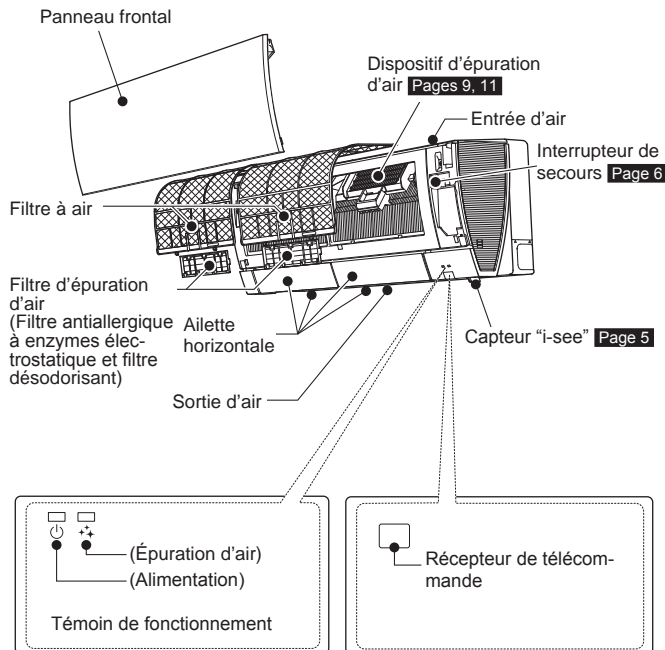 Panneau frontal
Dispositif d'épuration
d'air Pages 9, 11
Entrée d'air
Interrupteur de
secours Page 6
Filtre à air
Filtre d'épuration
d'air
(Filtre antiallergique
à enzymes élec-
trostatique et filtre
désodorisant)
Ailette
horizontale
Capteur “i-see” Page 5
Sortie d'air
(Épuration d'air)
(Alimentation)
Témoin de fonctionnement
Récepteur de télécom-
mande